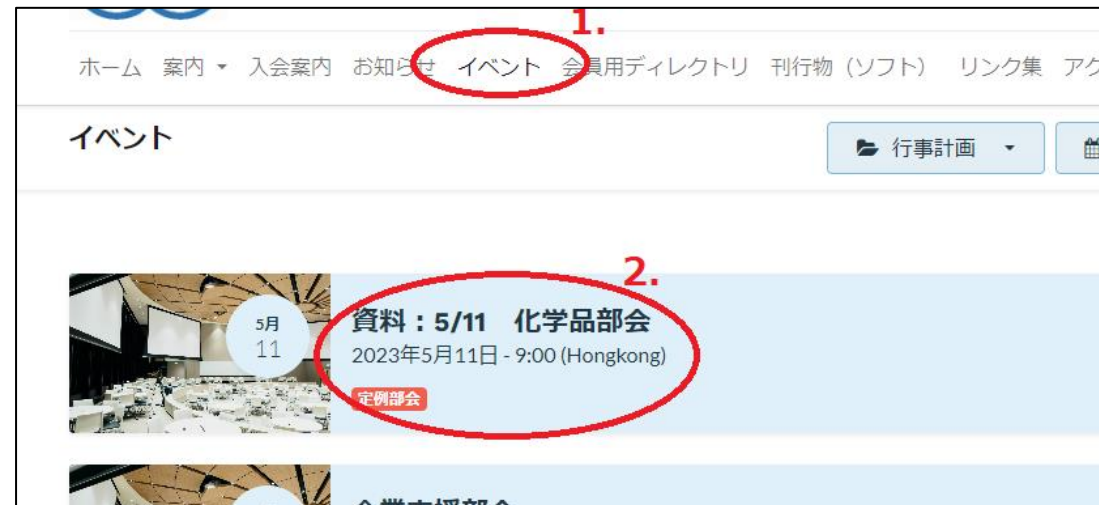 1.
ホーム 案内 入会案内 お知らせ イベント 会員用ディレクトリ 刊行物（ソフト） リンク集
イベント
行事計画
2.
5月
11
資料：5/11　化学品部会
2023年5月11日 - 9:00 (Hongkong)
定例部会